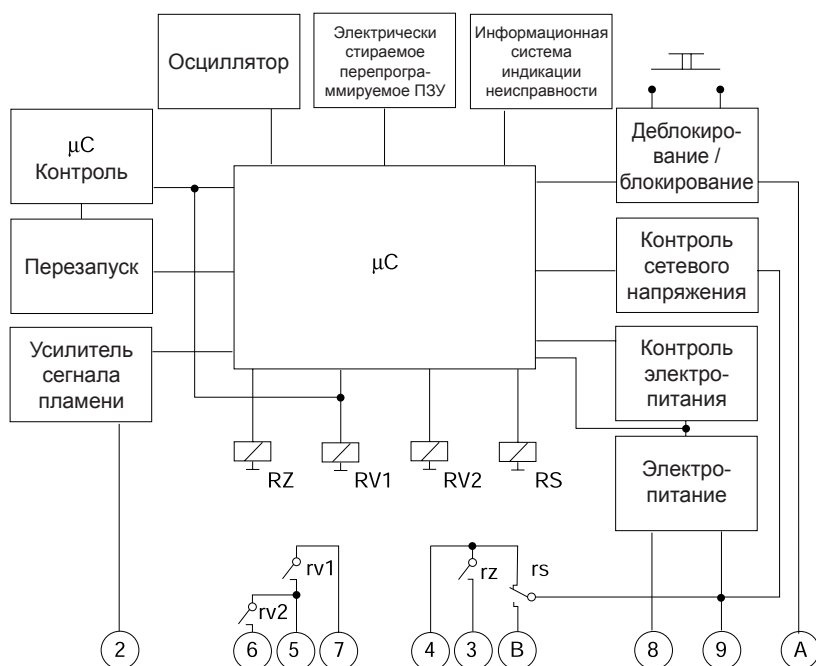 Осциллятор
Электрически
стираемое
перепрограм-
мируемое ПЗУ
Информационная
система
индикации
неисправности
μC
Контроль
Деблокиро-
вание /
блокирование
Перезапуск
μC
Контроль
сетевого
напряжения
Усилитель
сегнала
пламени
Контроль
электро-
питания
RZ
RV1
RV2
RS
Электро-
питание
rv1
rv2
rz
rs
2
6
5
7
4
3
B
8
9
A